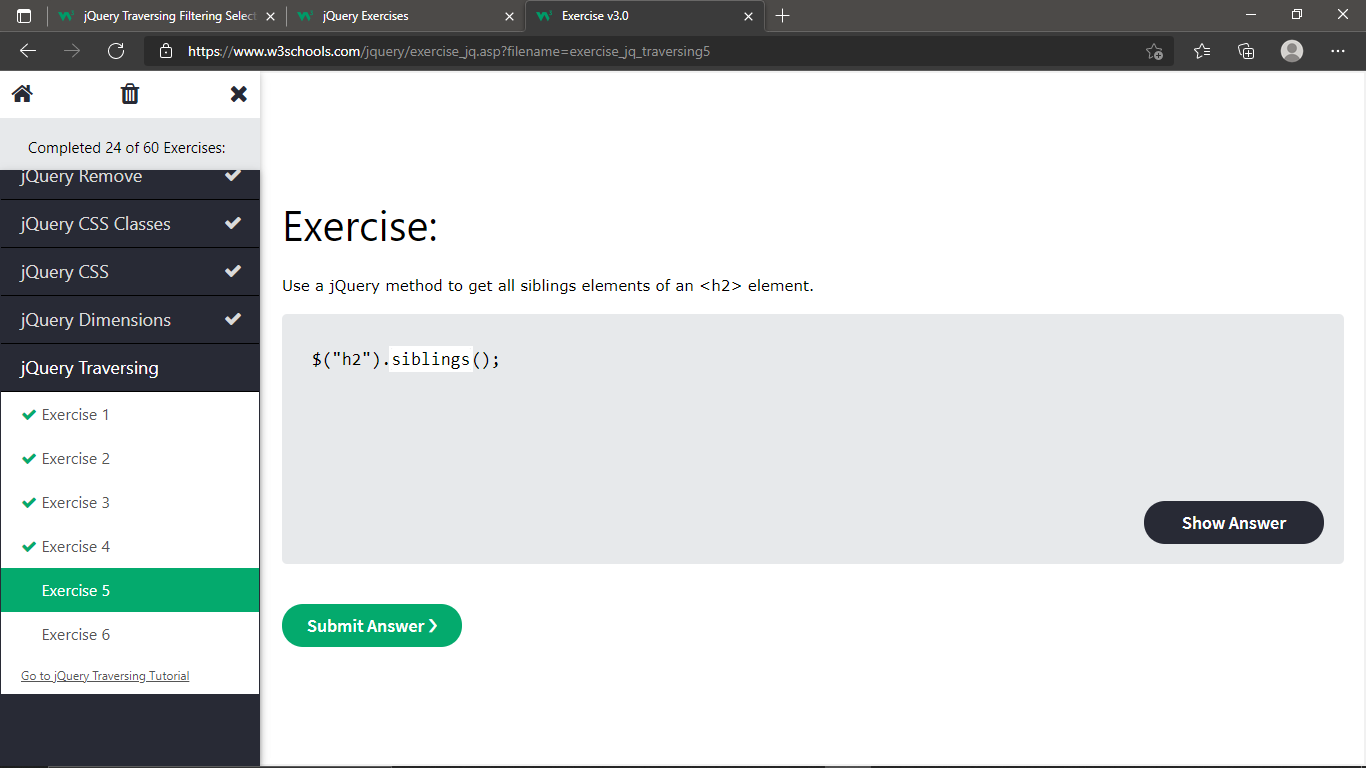 jQuery Traversing Filtering Select
jQuery Exercises
Exercise v3.0
https://www.w3schools.com/jquery/exercise_jq.asp?filename=exercise_jq_traversing5
Completed 24 of 60 Exercises:
jQuery Remove
jQuery CSS Classes
jQuery CSS
jQuery Dimensions
jQuery Traversing
Exercise 1
Exercise 2
Exercise 3
Exercise 4
Exercise 5
Exercise 6
Go to jQuery Traversing Tutorial
Exercise:
Use a jQuery method to get all siblings elements of an <h2> element.
$("h2").siblings();
Show Answer
Submit Answer ❯